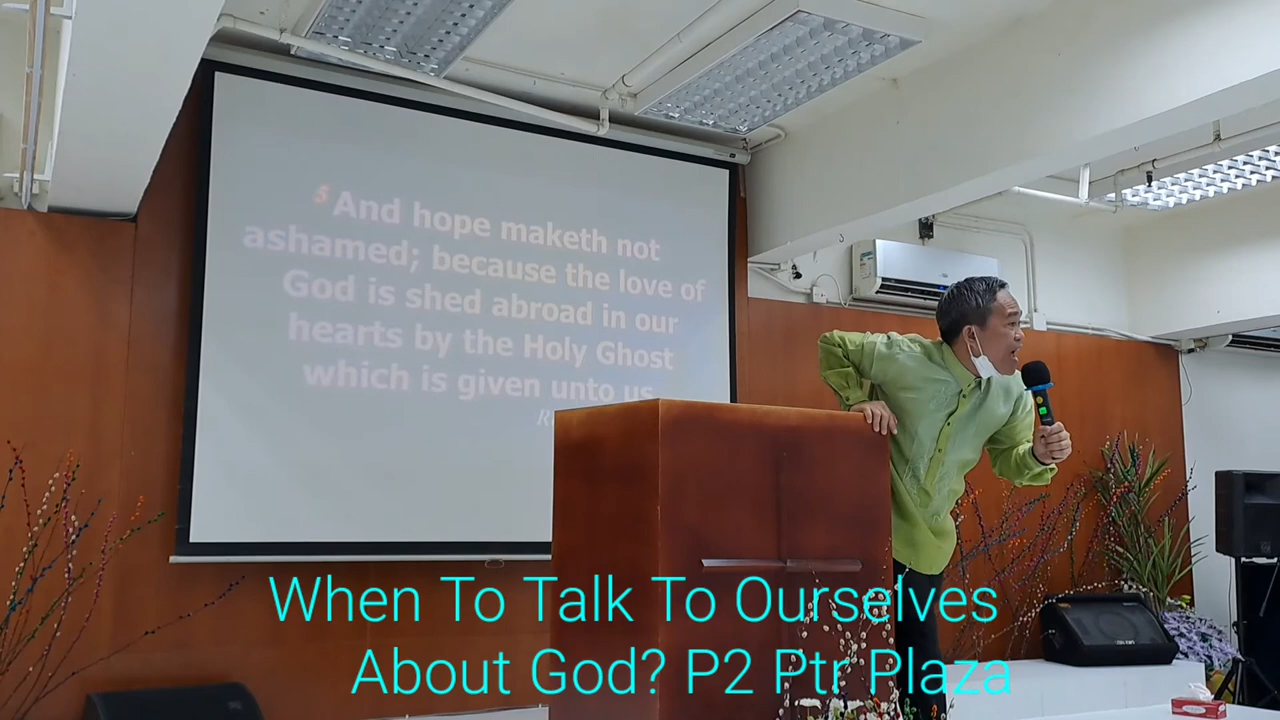 5 And hope maketh not
ashamed; because the love of
God is shed abroad in our
hearts by the Holy Ghost
which is given unto us
When To Talk To Ourselves
About God? P2 Ptr Plaza